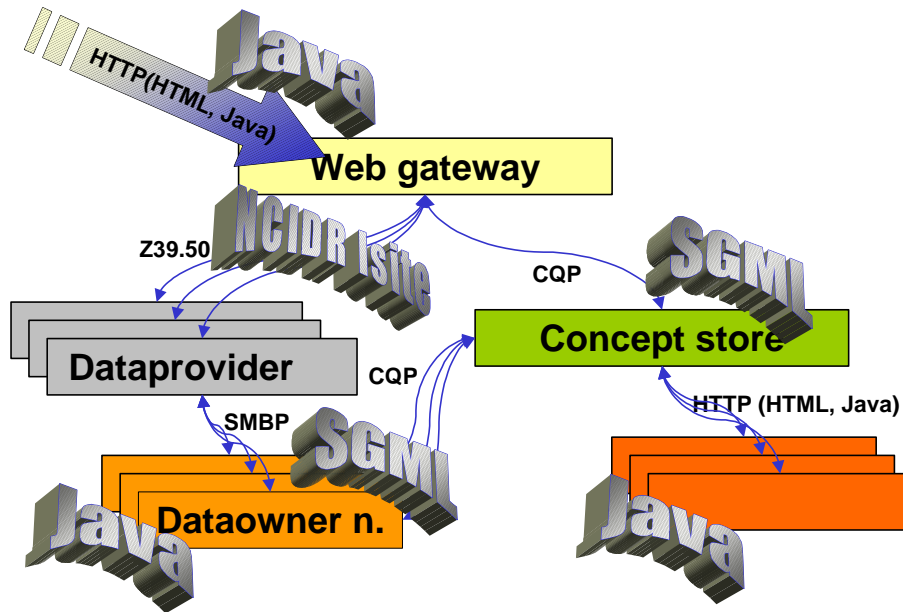 Java
HTTP(HTML, Java)
Web gateway
NCIDR Isite
Z39.50
CQP
SGML
Dataprovider
Concept store
CQP
HTTP (HTML, Java)
SMBP
SGML
Dataowner n.
Java
Java